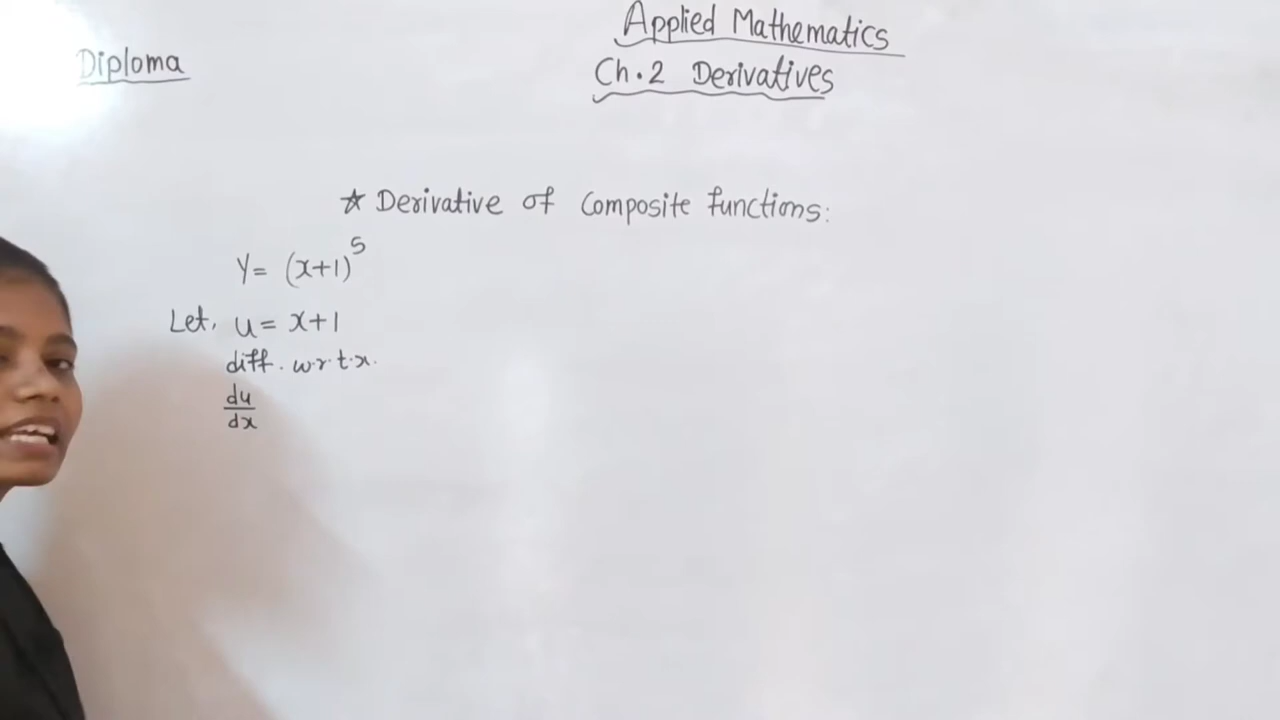 Diploma
Applied Mathematics
Ch.2 Derivatives
☆ Derivative of Composite functions:
Y = (x+1)^5
Let, u = x+1
diff. w.r.t.x.
du
dx